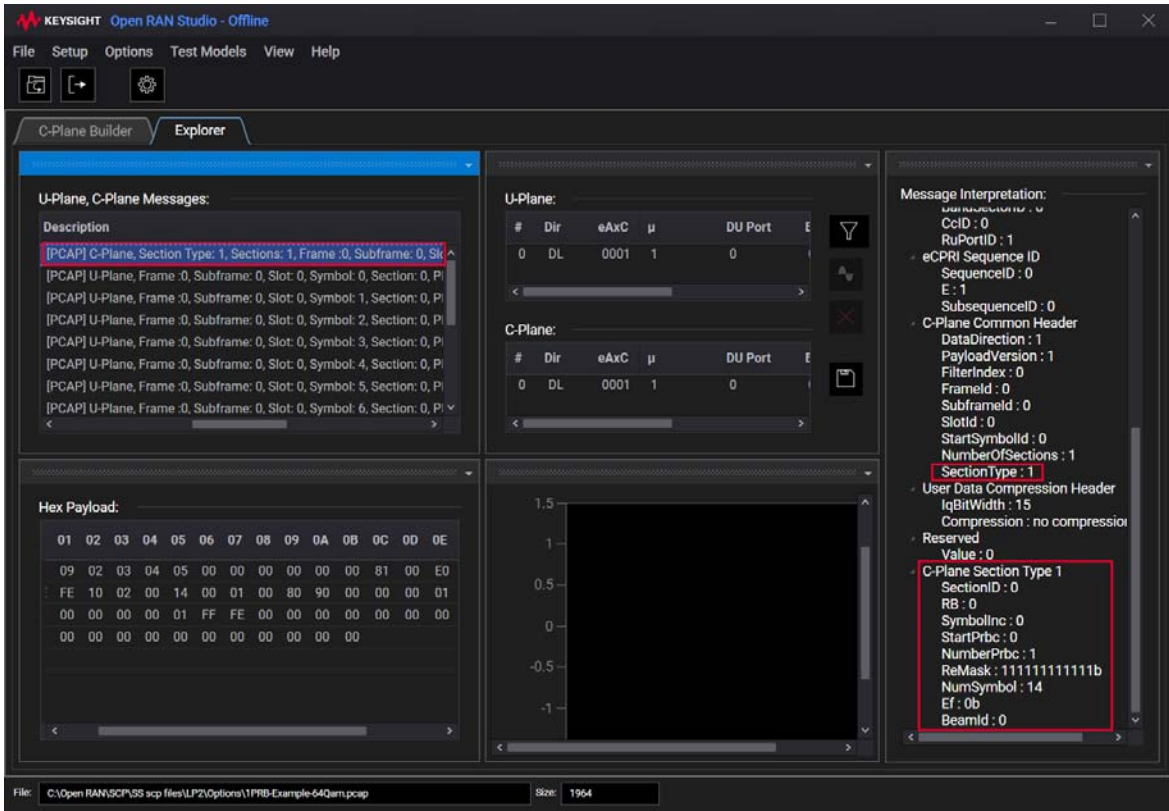 KEYSIGHT Open RAN Studio - Offline
File Setup Options Test Models View Help
C-Plane Builder Explorer
U-Plane, C-Plane Messages:
Description
[PCAP] C-Plane, Section Type: 1, Sections: 1, Frame :0, Subframe: 0, Slo
[PCAP] U-Plane, Frame :0, Subframe: 0, Slot: 0, Symbol: 0, Section: 0, P
[PCAP] U-Plane, Frame :0, Subframe: 0, Slot: 0, Symbol: 1, Section: 0, P
[PCAP] U-Plane, Frame :0, Subframe: 0, Slot: 0, Symbol: 2, Section: 0, P
[PCAP] U-Plane, Frame :0, Subframe: 0, Slot: 0, Symbol: 3, Section: 0, P
[PCAP] U-Plane, Frame :0, Subframe: 0, Slot: 0, Symbol: 4, Section: 0, P
[PCAP] U-Plane, Frame :0, Subframe: 0, Slot: 0, Symbol: 5, Section: 0, P
[PCAP] U-Plane, Frame :0, Subframe: 0, Slot: 0, Symbol: 6, Section: 0, P
U-Plane:
# Dir eAxC µ DU Port
0 DL 0001 1 0
C-Plane:
# Dir eAxC µ DU Port
0 DL 0001 1 0
Hex Payload:
01 02 03 04 05 06 07 08 09 0A 0B 0C 0D 0E
09 02 03 04 05 00 00 00 00 00 00 81 00 E0
FE 10 02 00 14 00 01 00 80 90 00 00 00 01
00 00 00 00 01 FF FE 00 00 00 00 00 00 00
00 00 00 00 00 00 00 00 00 00 00
1.5
1
0.5
0
-0.5
-1
Message Interpretation:
CcID : 0
RuPortID : 1
eCPRI Sequence ID
SequenceID : 0
E : 1
SubsequenceID : 0
C-Plane Common Header
DataDirection : 1
PayloadVersion : 1
FilterIndex : 0
FrameId : 0
SubframeId : 0
SlotId : 0
StartSymbolId : 0
NumberOfSections : 1
SectionType : 1
User Data Compression Header
IqBitWidth : 15
Compression : no compression
Reserved
Value : 0
C-Plane Section Type 1
SectionID : 0
RB : 0
SymbolInc : 0
StartPrbc : 0
NumberPrbc : 1
ReMask : 111111111111b
NumSymbol : 14
Ef : 0b
BeamId : 0
File: C:\Open RAN\SCP\SS scp files\LP2\Options\1PRB-Example-64Qam.pcap Size: 1964